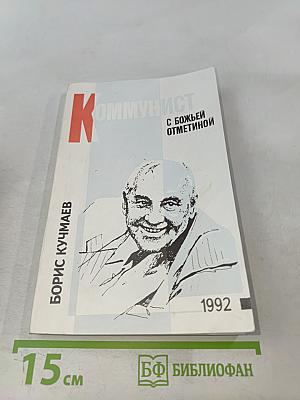 КОММУНИСТ
С БОЖЬЕЙ
ОТМЕТИНОЙ
БОРИС КУЧМАЕВ
1992
15 см
БФ БИБЛИОФАН